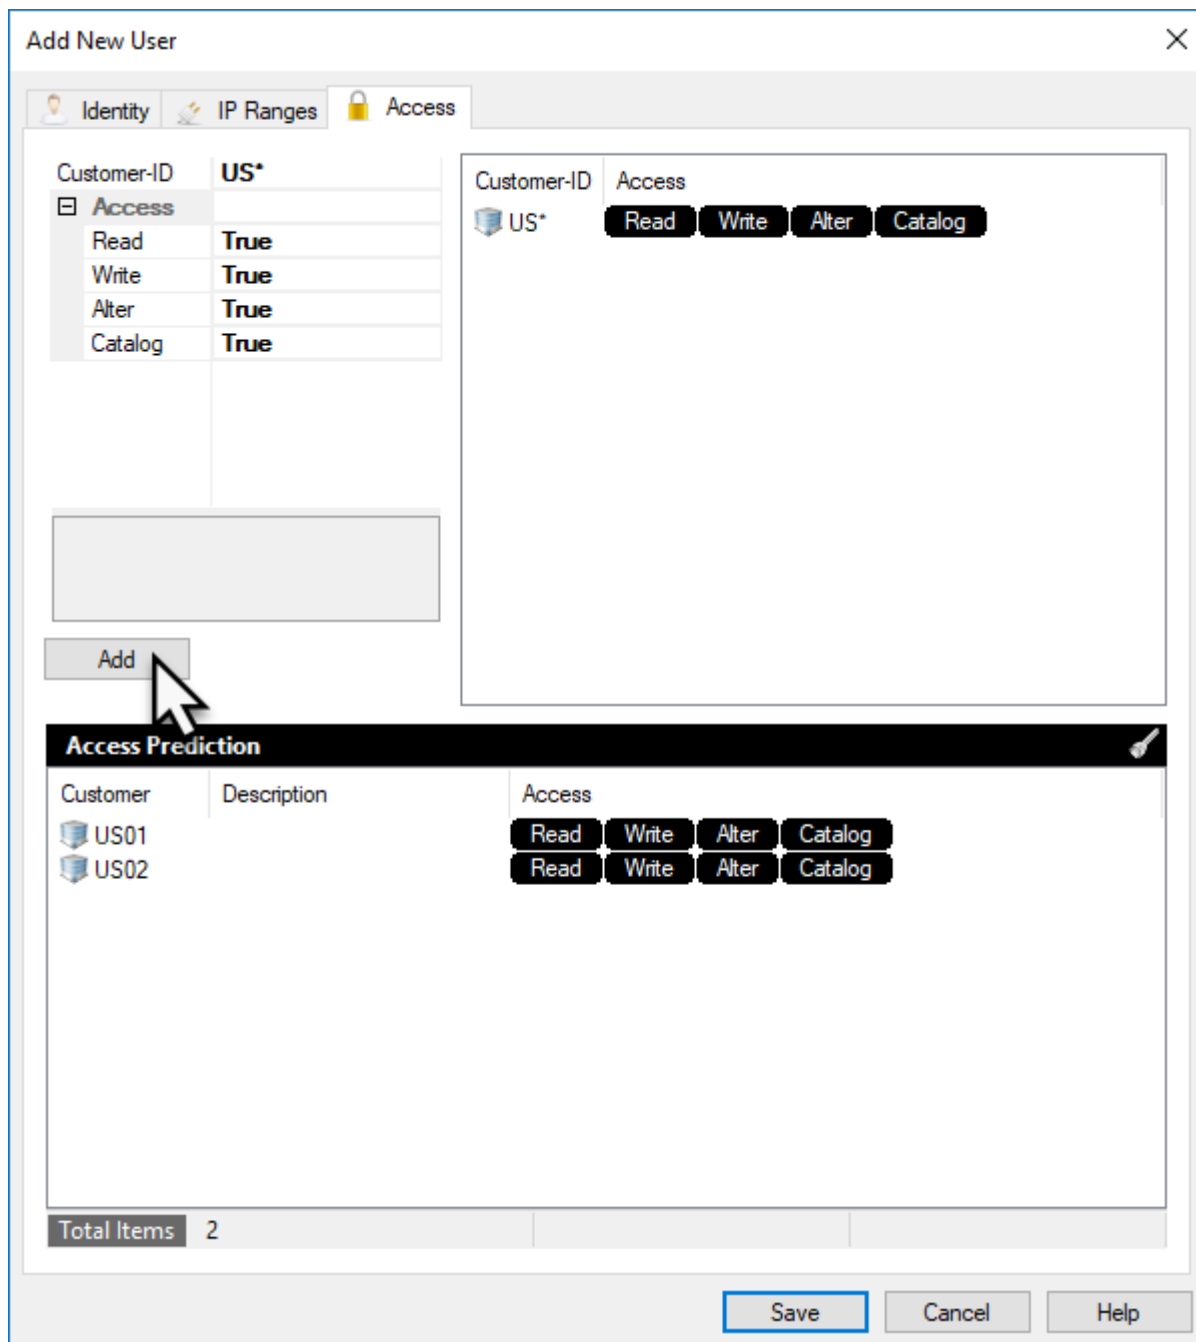 Add New User
Identity IP Ranges Access
Customer-ID US*
Access
Read True
Write True
Alter True
Catalog True
Add
Customer-ID Access
US* Read Write Alter Catalog
Access Prediction
Customer Description Access
US01 Read Write Alter Catalog
US02 Read Write Alter Catalog
Total Items 2
Save Cancel Help